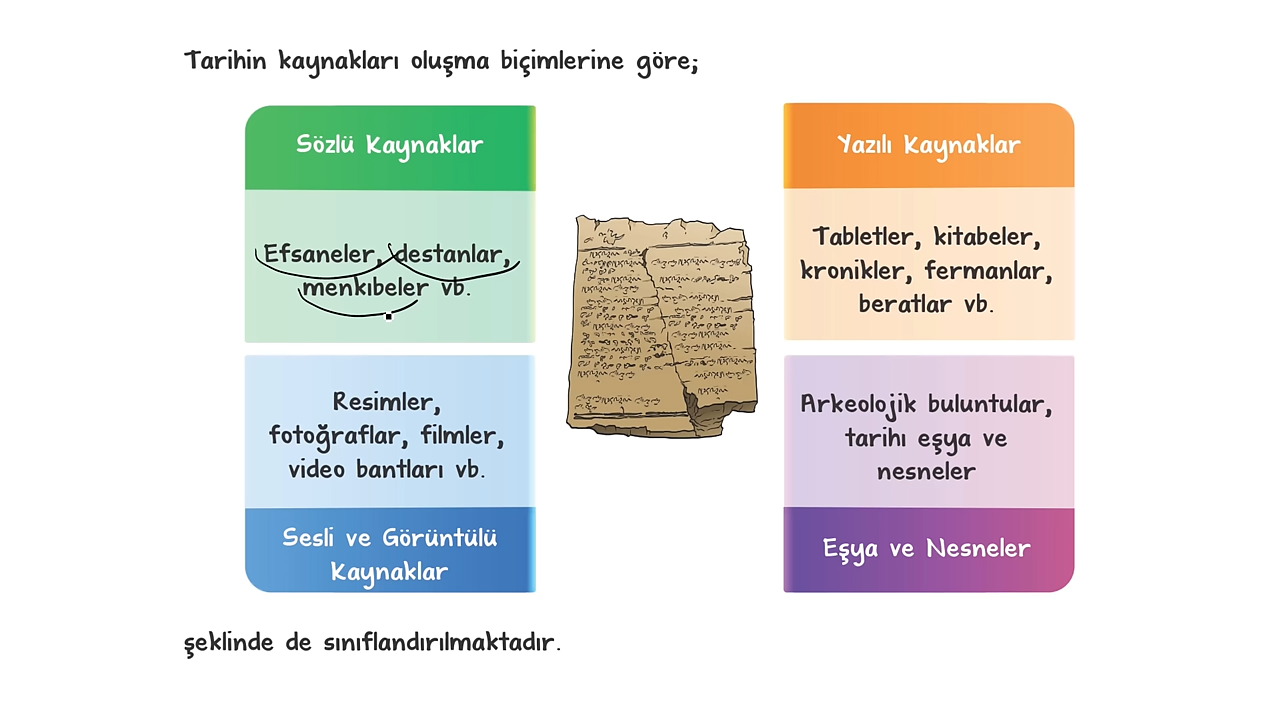 Tarihin kaynakları oluşma biçimlerine göre;
Sözlü Kaynaklar
Efsaneler, destanlar,
menkıbeler vb.
Yazılı Kaynaklar
Tabletler, kitabeler,
kronikler, fermanlar,
beratlar vb.
Resimler,
fotoğraflar, filmler,
video bantları vb.
Sesli ve Görüntülü
Kaynaklar
Arkeolojik buluntular,
tarihı eşya ve
nesneler
Eşya ve Nesneler
şeklinde de sınıflandırılmaktadır.